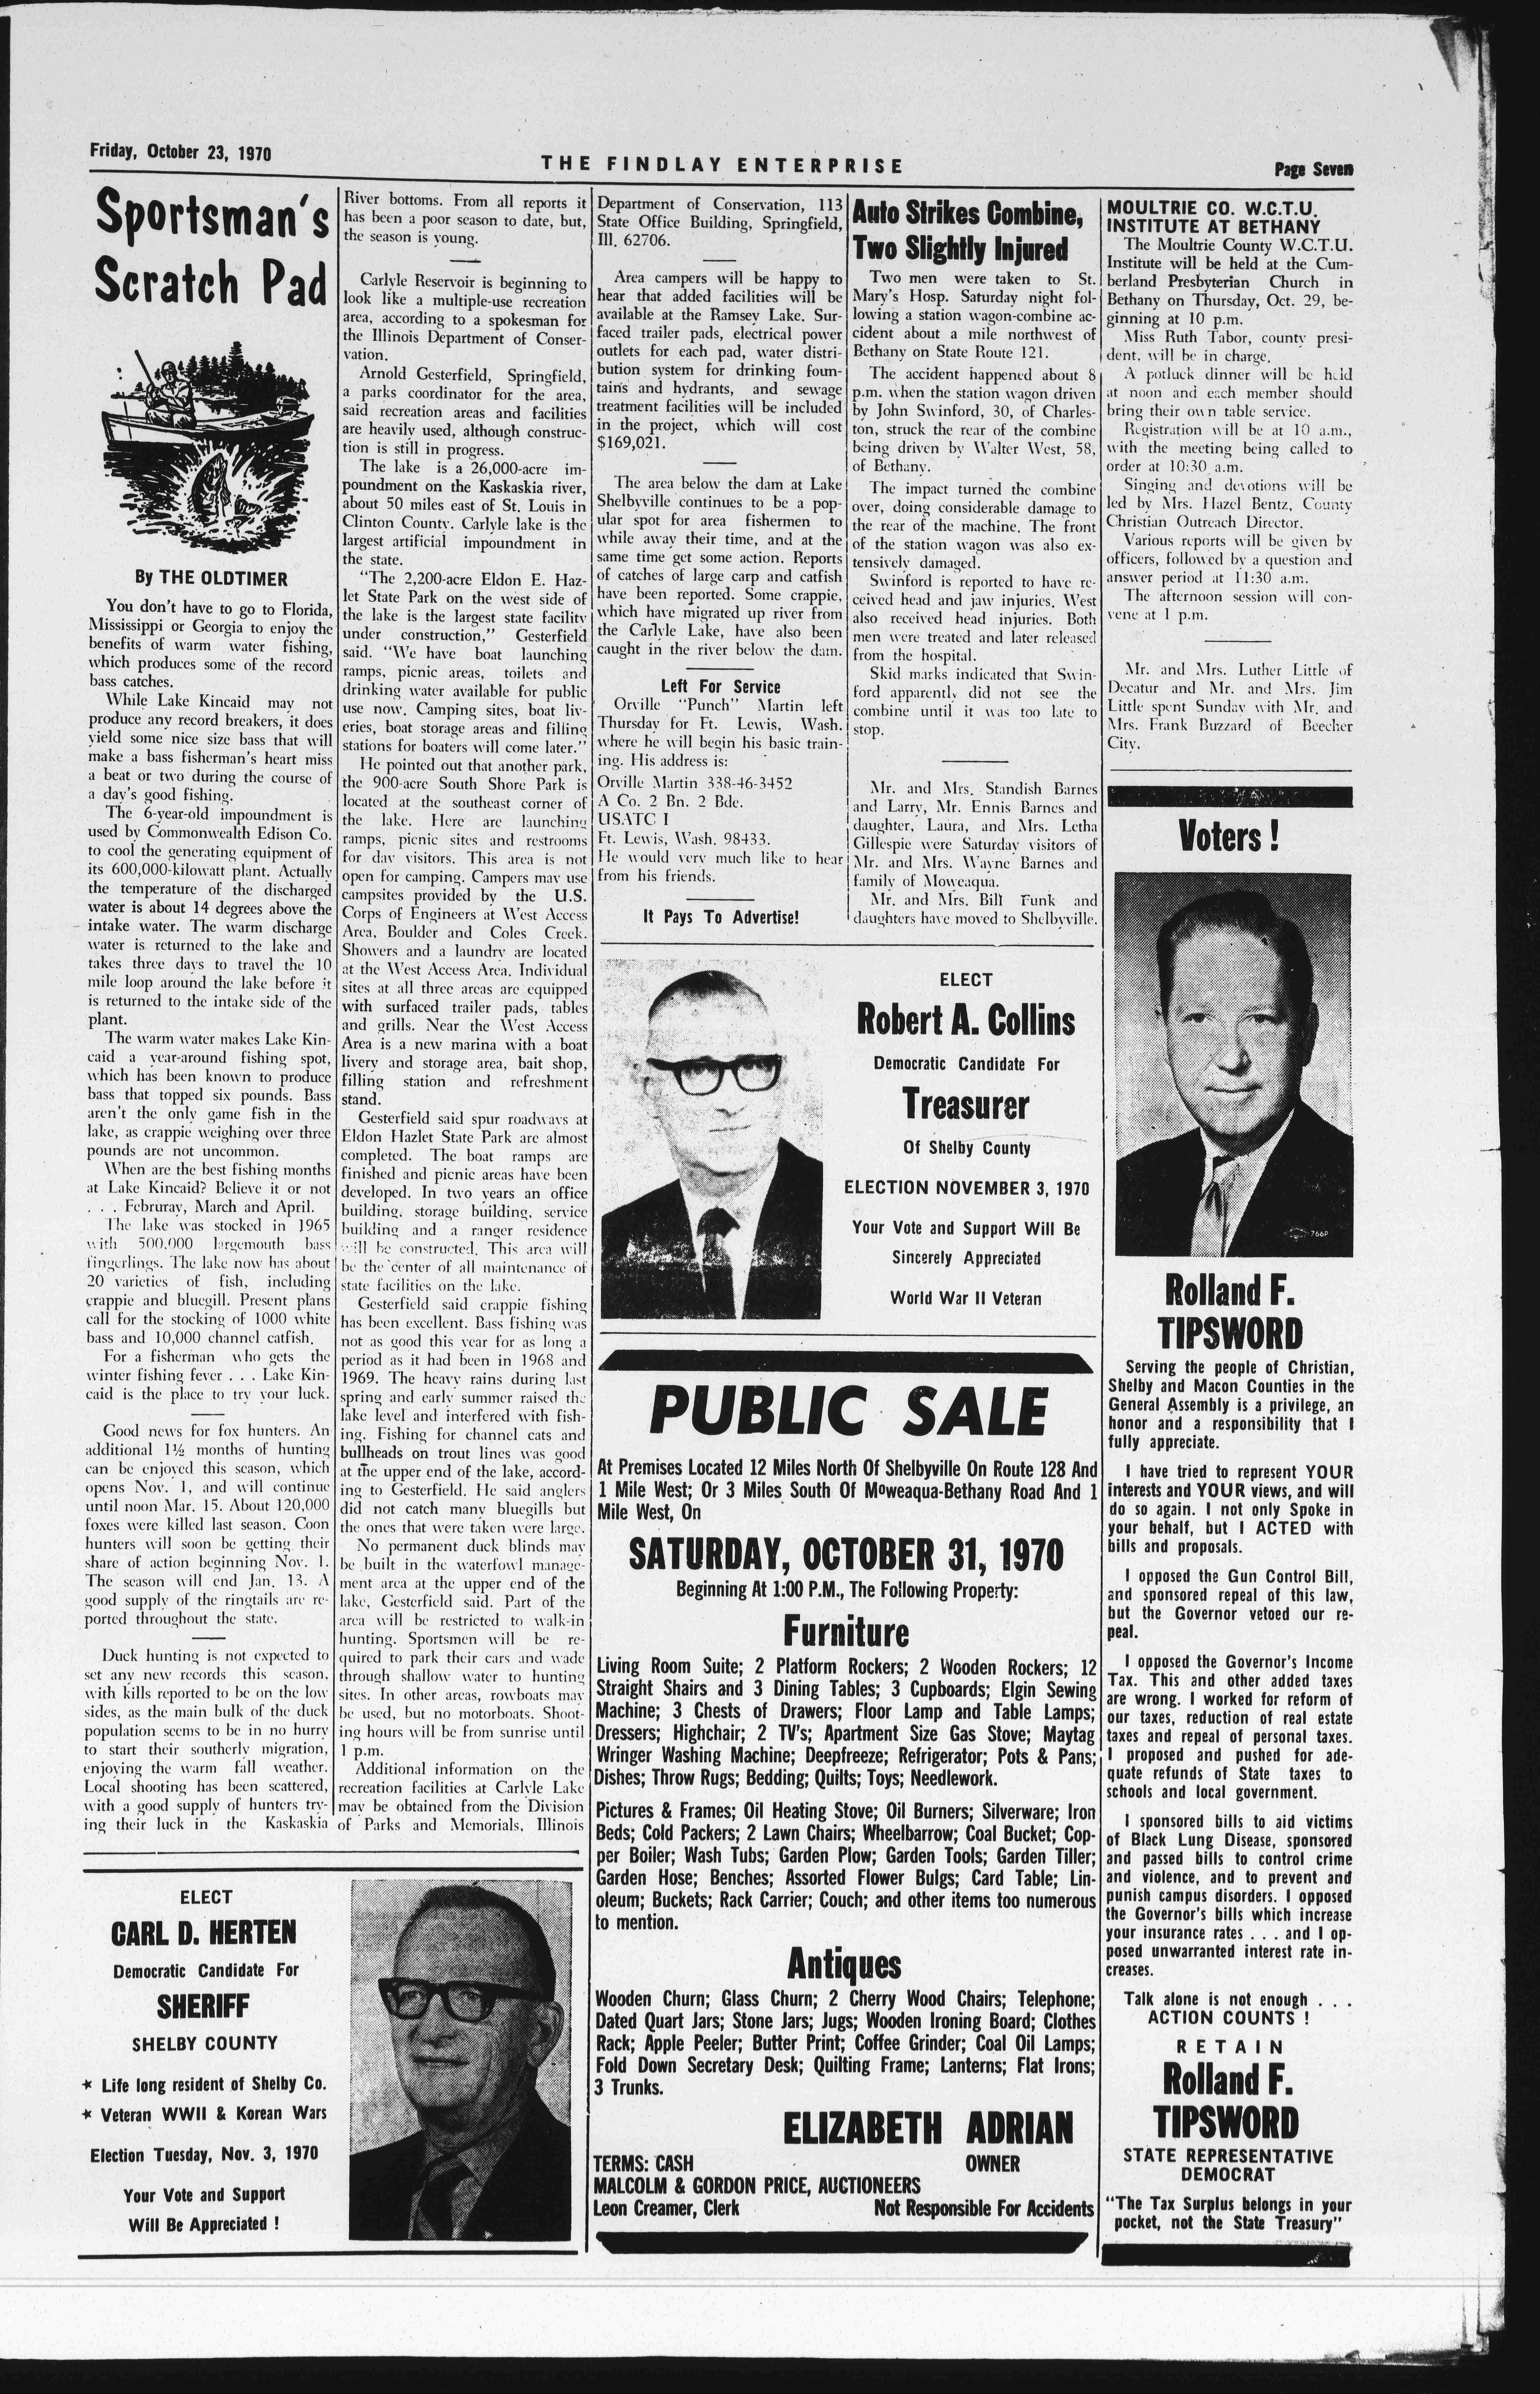 Friday, October 23, 1970
THE FINDLAY ENTERPRISE
Page Seven
Sportsman's
Scratch Pad
By THE OLDTIMER
You don't have to go to Florida,
Mississippi or Georgia to enjoy the
benefits of warm water fishing,
which produces some of the record
bass catches.
While Lake Kincaid may not
produce any record breakers, it does
yield some nice size bass that will
make a bass fisherman's heart miss
a beat or two during the course of
a day's good fishing.
The 6-year-old impoundment is
used by Commonwealth Edison Co.
to cool the generating equipment of
its 600,000-kilowatt plant. Actually
the temperature of the discharged
water is about 14 degrees above the
intake water. The warm discharge
water is returned to the lake and
takes three days to travel the 10
mile loop around the lake before it
is returned to the intake side of the
plant.
The warm water makes Lake Kin-
caid a year-around fishing spot,
which has been known to produce
bass that topped six pounds. Bass
aren't the only game fish in the
lake, as crappie weighing over three
pounds are not uncommon.
When are the best fishing months
at Lake Kincaid? Believe it or not
. . . Februray, March and April.
The lake was stocked in 1965
with 500,000 largemouth bass
fingerlings. The lake now has about
20 varieties of fish, including
crappie and bluegill. Present plans
call for the stocking of 1000 white
bass and 10,000 channel catfish.
For a fisherman who gets the
winter fishing fever . . . Lake Kin-
caid is the place to try your luck.
Good news for fox hunters. An
additional 1½ months of hunting
can be enjoyed this season, which
opens Nov. 1, and will continue
until noon Mar. 15. About 120,000
foxes were killed last season. Coon
hunters will soon be getting their
share of action beginning Nov. 1.
The season will end Jan. 13. A
good supply of the ringtails are re-
ported throughout the state.
Duck hunting is not expected to
set any new records this season,
with kills reported to be on the low
sides, as the main bulk of the duck
population seems to be in no hurry
to start their southerly migration,
enjoying the warm fall weather.
Local shooting has been scattered,
with a good supply of hunters try-
ing their luck in the Kaskaskia
River bottoms. From all reports it
has been a poor season to date, but,
the season is young.
Carlyle Reservoir is beginning to
look like a multiple-use recreation
area, according to a spokesman for
the Illinois Department of Conser-
vation.
Arnold Gesterfield, Springfield,
a parks coordinator for the area,
said recreation areas and facilities
are heavily used, although construc-
tion is still in progress.
The lake is a 26,000-acre im-
poundment on the Kaskaskia river,
about 50 miles east of St. Louis in
Clinton County. Carlyle lake is the
largest artificial impoundment in
the state.
"The 2,200-acre Eldon E. Haz-
let State Park on the west side of
the lake is the largest state facility
under construction," Gesterfield
said. "We have boat launching
ramps, picnic areas, toilets and
drinking water available for public
use now. Camping sites, boat liv-
eries, boat storage areas and filling
stations for boaters will come later."
He pointed out that another park,
the 900-acre South Shore Park is
located at the southeast corner of
the lake. Here are launching
ramps, picnic sites and restrooms
for day visitors. This area is not
open for camping. Campers may use
campsites provided by the U.S.
Corps of Engineers at West Access
Area, Boulder and Coles Creek.
Showers and a laundry are located
at the West Access Area. Individual
sites at all three areas are equipped
with surfaced trailer pads, tables
and grills. Near the West Access
Area is a new marina with a boat
livery and storage area, bait shop,
filling station and refreshment
stand.
Gesterfield said spur roadways at
Eldon Hazlet State Park are almost
completed. The boat ramps are
finished and picnic areas have been
developed. In two years an office
building, storage building, service
building and a ranger residence
will be constructed. This area will
be the center of all maintenance of
state facilities on the lake.
Gesterfield said crappie fishing
has been excellent. Bass fishing was
not as good this year for as long a
period as it had been in 1968 and
1969. The heavy rains during last
spring and early summer raised the
lake level and interfered with fish-
ing. Fishing for channel cats and
bullheads on trout lines was good
at the upper end of the lake, accord-
ing to Gesterfield. He said anglers
did not catch many bluegills but
the ones that were taken were large.
No permanent duck blinds may
be built in the waterfowl manage-
ment area at the upper end of the
lake, Gesterfield said. Part of the
area will be restricted to walk-in
hunting. Sportsmen will be re-
quired to park their cars and wade
through shallow water to hunting
sites. In other areas, rowboats may
be used, but no motorboats. Shoot-
ing hours will be from sunrise until
1 p.m.
Additional information on the
recreation facilities at Carlyle Lake
may be obtained from the Division
of Parks and Memorials, Illinois
Department of Conservation, 113
State Office Building, Springfield,
Ill. 62706.
Area campers will be happy to
hear that added facilities will be
available at the Ramsey Lake. Sur-
faced trailer pads, electrical power
outlets for each pad, water distri-
bution system for drinking foun-
tains and hydrants, and sewage
treatment facilities will be included
in the project, which will cost
$169,021.
The area below the dam at Lake
Shelbyville continues to be a pop-
ular spot for area fishermen to
while away their time, and at the
same time get some action. Reports
of catches of large carp and catfish
have been reported. Some crappie,
which have migrated up river from
the Carlyle Lake, have also been
caught in the river below the dam.
Left For Service
Orville "Punch" Martin left
Thursday for Ft. Lewis, Wash.
where he will begin his basic train-
ing. His address is:
Orville Martin 338-46-3452
A Co. 2 Bn. 2 Bde.
USATC I
Ft. Lewis, Wash. 98433.
He would very much like to hear
from his friends.
It Pays To Advertise!
Auto Strikes Combine,
Two Slightly Injured
Two men were taken to St.
Mary's Hosp. Saturday night fol-
lowing a station wagon-combine ac-
cident about a mile northwest of
Bethany on State Route 121.
The accident happened about 8
p.m. when the station wagon driven
by John Swinford, 30, of Charles-
ton, struck the rear of the combine
being driven by Walter West, 58,
of Bethany.
The impact turned the combine
over, doing considerable damage to
the rear of the machine. The front
of the station wagon was also ex-
tensively damaged.
Swinford is reported to have re-
ceived head and jaw injuries. West
also received head injuries. Both
men were treated and later released
from the hospital.
Skid marks indicated that Swin-
ford apparently did not see the
combine until it was too late to
stop.
Mr. and Mrs. Standish Barnes
and Larry, Mr. Ennis Barnes and
daughter, Laura, and Mrs. Letha
Gillespie were Saturday visitors of
Mr. and Mrs. Wayne Barnes and
family of Moweaqua.
Mr. and Mrs. Bill Funk and
daughters have moved to Shelbyville.
MOULTRIE CO. W.C.T.U.
INSTITUTE AT BETHANY
The Moultrie County W.C.T.U.
Institute will be held at the Cum-
berland Presbyterian Church in
Bethany on Thursday, Oct. 29, be-
ginning at 10 p.m.
Miss Ruth Tabor, county presi-
dent, will be in charge.
A potluck dinner will be held
at noon and each member should
bring their own table service.
Registration will be at 10 a.m.,
with the meeting being called to
order at 10:30 a.m.
Singing and devotions will be
led by Mrs. Hazel Bentz, County
Christian Outreach Director.
Various reports will be given by
officers, followed by a question and
answer period at 11:30 a.m.
The afternoon session will con-
vene at 1 p.m.
Mr. and Mrs. Luther Little of
Decatur and Mr. and Mrs. Jim
Little spent Sunday with Mr. and
Mrs. Frank Buzzard of Beecher
City.
ELECT
Robert A. Collins
Democratic Candidate For
Treasurer
Of Shelby County
ELECTION NOVEMBER 3, 1970
Your Vote and Support Will Be
Sincerely Appreciated
World War II Veteran
PUBLIC SALE
At Premises Located 12 Miles North Of Shelbyville On Route 128 And
1 Mile West; Or 3 Miles South Of Moweaqua-Bethany Road And 1
Mile West, On
SATURDAY, OCTOBER 31, 1970
Beginning At 1:00 P.M., The Following Property:
Furniture
Living Room Suite; 2 Platform Rockers; 2 Wooden Rockers; 12
Straight Shairs and 3 Dining Tables; 3 Cupboards; Elgin Sewing
Machine; 3 Chests of Drawers; Floor Lamp and Table Lamps;
Dressers; Highchair; 2 TV's; Apartment Size Gas Stove; Maytag
Wringer Washing Machine; Deepfreeze; Refrigerator; Pots & Pans;
Dishes; Throw Rugs; Bedding; Quilts; Toys; Needlework.
Pictures & Frames; Oil Heating Stove; Oil Burners; Silverware; Iron
Beds; Cold Packers; 2 Lawn Chairs; Wheelbarrow; Coal Bucket; Cop-
per Boiler; Wash Tubs; Garden Plow; Garden Tools; Garden Tiller;
Garden Hose; Benches; Assorted Flower Bulgs; Card Table; Lin-
oleum; Buckets; Rack Carrier; Couch; and other items too numerous
to mention.
Antiques
Wooden Churn; Glass Churn; 2 Cherry Wood Chairs; Telephone;
Dated Quart Jars; Stone Jars; Jugs; Wooden Ironing Board; Clothes
Rack; Apple Peeler; Butter Print; Coffee Grinder; Coal Oil Lamps;
Fold Down Secretary Desk; Quilting Frame; Lanterns; Flat Irons;
3 Trunks.
ELIZABETH ADRIAN
TERMS: CASH OWNER
MALCOLM & GORDON PRICE, AUCTIONEERS
Leon Creamer, Clerk Not Responsible For Accidents
Voters !
766P
Rolland F.
TIPSWORD
Serving the people of Christian,
Shelby and Macon Counties in the
General Assembly is a privilege, an
honor and a responsibility that I
fully appreciate.
I have tried to represent YOUR
interests and YOUR views, and will
do so again. I not only Spoke in
your behalf, but I ACTED with
bills and proposals.
I opposed the Gun Control Bill,
and sponsored repeal of this law,
but the Governor vetoed our re-
peal.
I opposed the Governor's Income
Tax. This and other added taxes
are wrong. I worked for reform of
our taxes, reduction of real estate
taxes and repeal of personal taxes.
I proposed and pushed for ade-
quate refunds of State taxes to
schools and local government.
I sponsored bills to aid victims
of Black Lung Disease, sponsored
and passed bills to control crime
and violence, and to prevent and
punish campus disorders. I opposed
the Governor's bills which increase
your insurance rates . . . and I op-
posed unwarranted interest rate in-
creases.
Talk alone is not enough . . .
ACTION COUNTS !
RETAIN
Rolland F.
TIPSWORD
STATE REPRESENTATIVE
DEMOCRAT
"The Tax Surplus belongs in your
pocket, not the State Treasury"
ELECT
CARL D. HERTEN
Democratic Candidate For
SHERIFF
SHELBY COUNTY
★ Life long resident of Shelby Co.
★ Veteran WWII & Korean Wars
Election Tuesday, Nov. 3, 1970
Your Vote and Support
Will Be Appreciated !